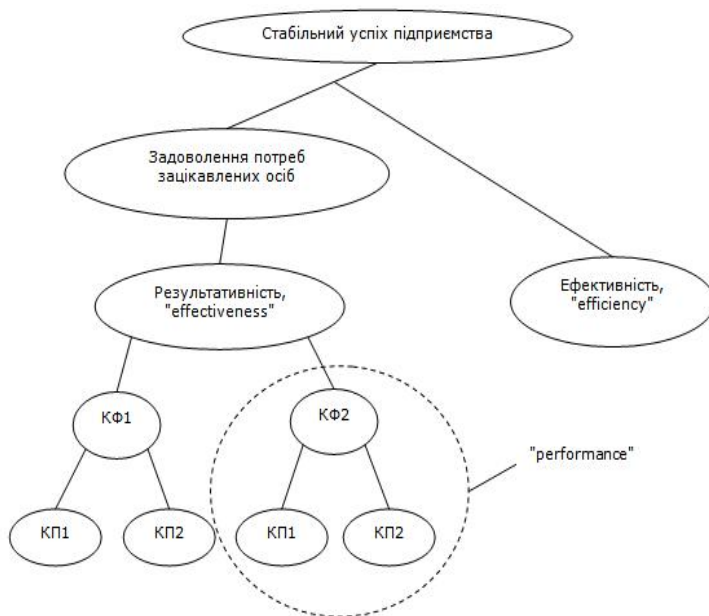 Стабільний успіх підприємства
Задоволення потреб
зацікавлених осіб
Результативність,
"effectiveness"
Ефективність,
"efficiency"
КФ1
КФ2
"performance"
КП1
КП2
КП1
КП2